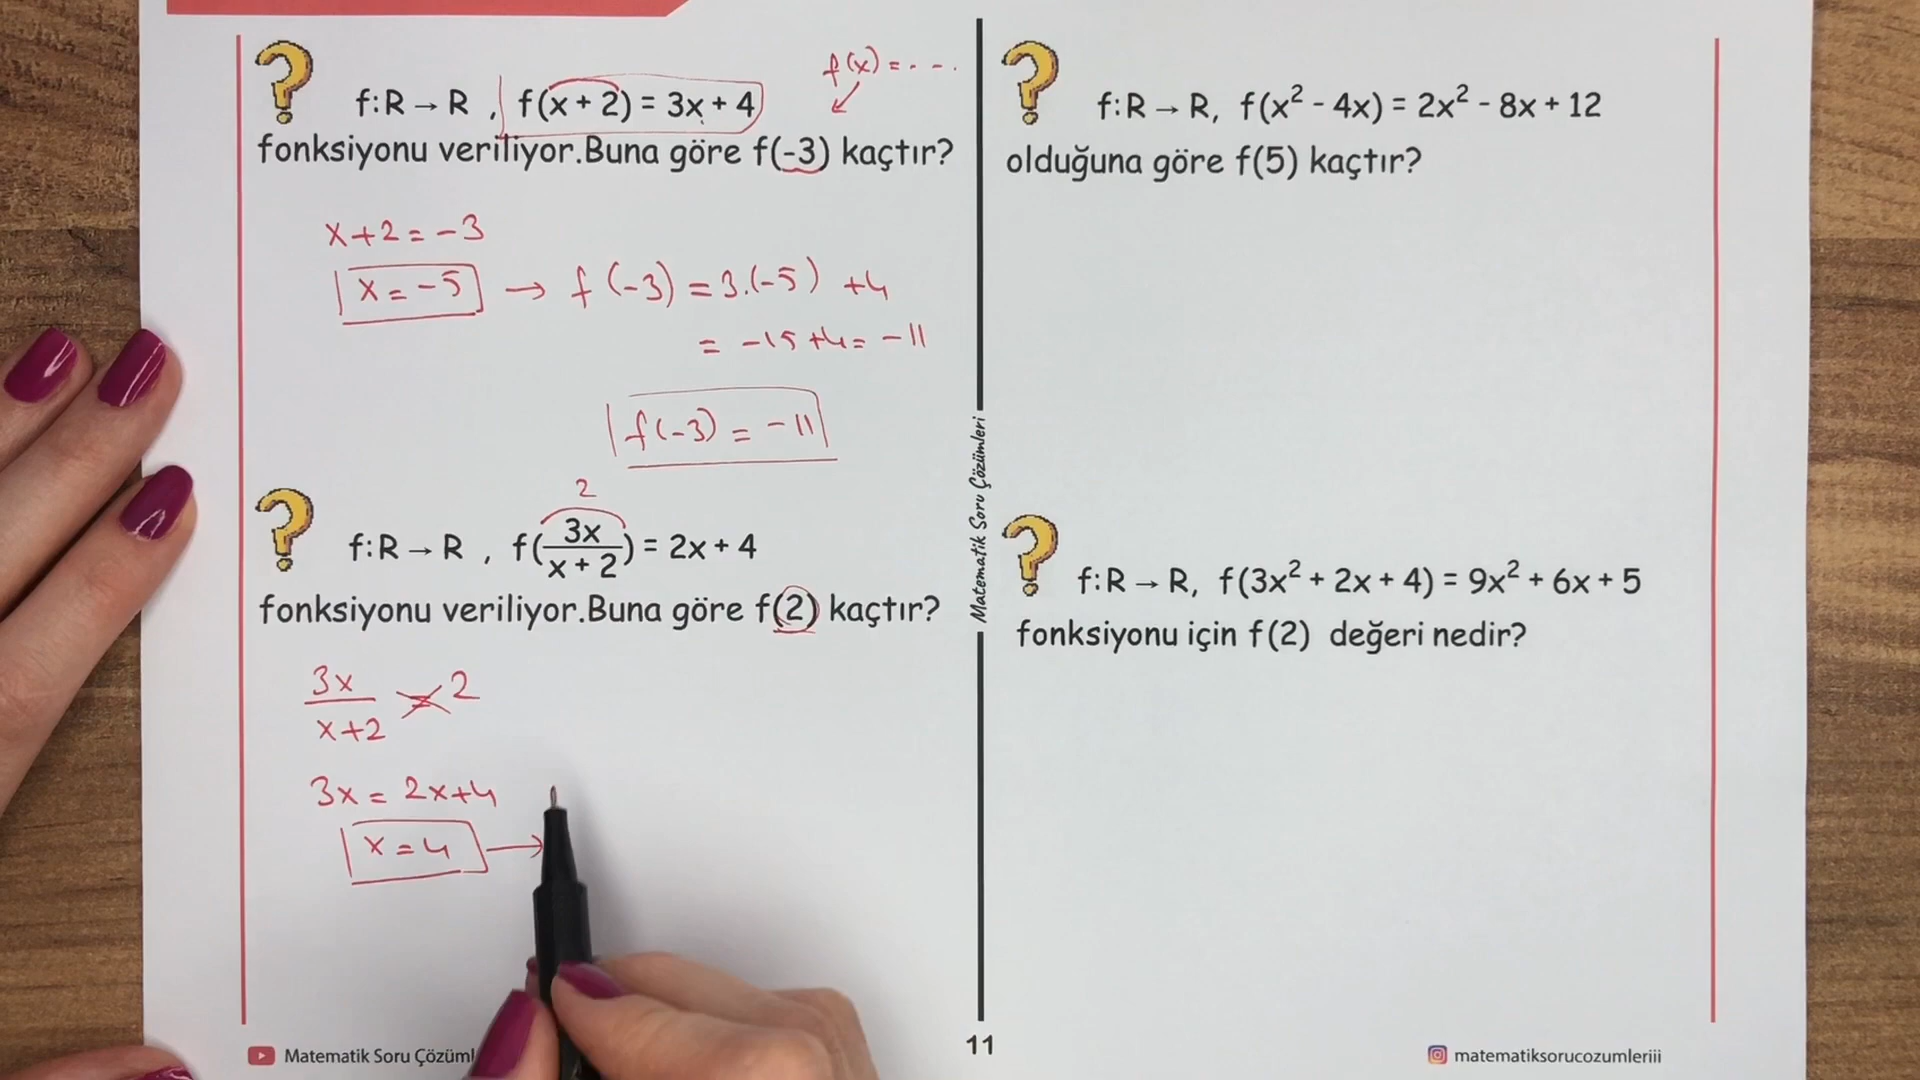 f:R → R , f(x + 2) = 3x + 4
f(x) = . . . .
fonksiyonu veriliyor.Buna göre f(-3) kaçtır?
x+2 = -3
x = -5 → f(-3) = 3.(-5) +4
= -15 +4 = -11
f(-3) = -11
2
f:R → R , f(3x/x + 2) = 2x + 4
fonksiyonu veriliyor.Buna göre f(2) kaçtır?
3x/x+2 = 2
3x = 2x+4
x = 4 →
Matematik Soru Çözümleri
f:R → R, f(x² - 4x) = 2x² - 8x + 12
olduğuna göre f(5) kaçtır?
f:R → R, f(3x² + 2x + 4) = 9x² + 6x + 5
fonksiyonu için f(2) değeri nedir?
Matematik Soru Çözüml
11
matematiksorucozumleriii